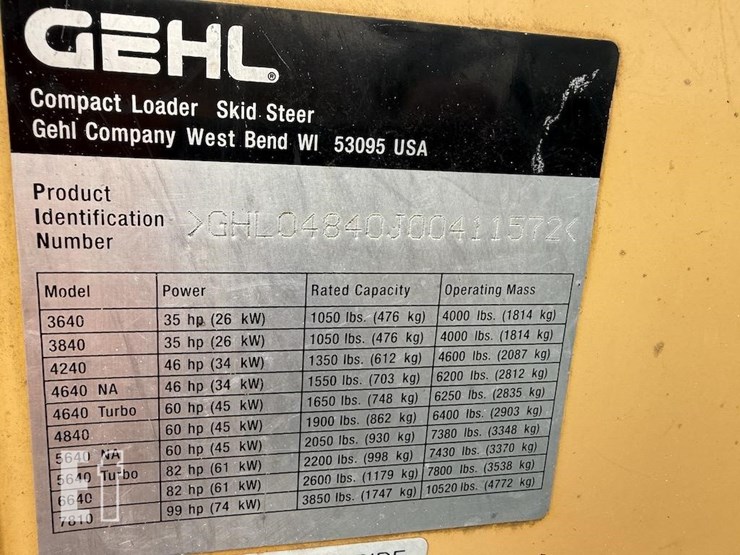 GEHL®
Compact Loader Skid Steer
Gehl Company West Bend WI 53095 USA
Product
Identification
Number
>GHL04840J00411572<
Model Power Rated Capacity Operating Mass
3640 35 hp (26 kW) 1050 lbs. (476 kg) 4000 lbs. (1814 kg)
3840 35 hp (26 kW) 1050 lbs. (476 kg) 4000 lbs. (1814 kg)
4240 46 hp (34 kW) 1350 lbs. (612 kg) 4600 lbs. (2087 kg)
4640 NA 46 hp (34 kW) 1550 lbs. (703 kg) 6200 lbs. (2812 kg)
4640 Turbo 60 hp (45 kW) 1650 lbs. (748 kg) 6250 lbs. (2835 kg)
4840 60 hp (45 kW) 1900 lbs. (862 kg) 6400 lbs. (2903 kg)
5640 NA 60 hp (45 kW) 2050 lbs. (930 kg) 7380 lbs. (3348 kg)
5640 Turbo 82 hp (61 kW) 2200 lbs. (998 kg) 7430 lbs. (3370 kg)
6640 82 hp (61 kW) 2600 lbs. (1179 kg) 7800 lbs. (3538 kg)
7810 99 hp (74 kW) 3850 lbs. (1747 kg) 10520 lbs. (4772 kg)